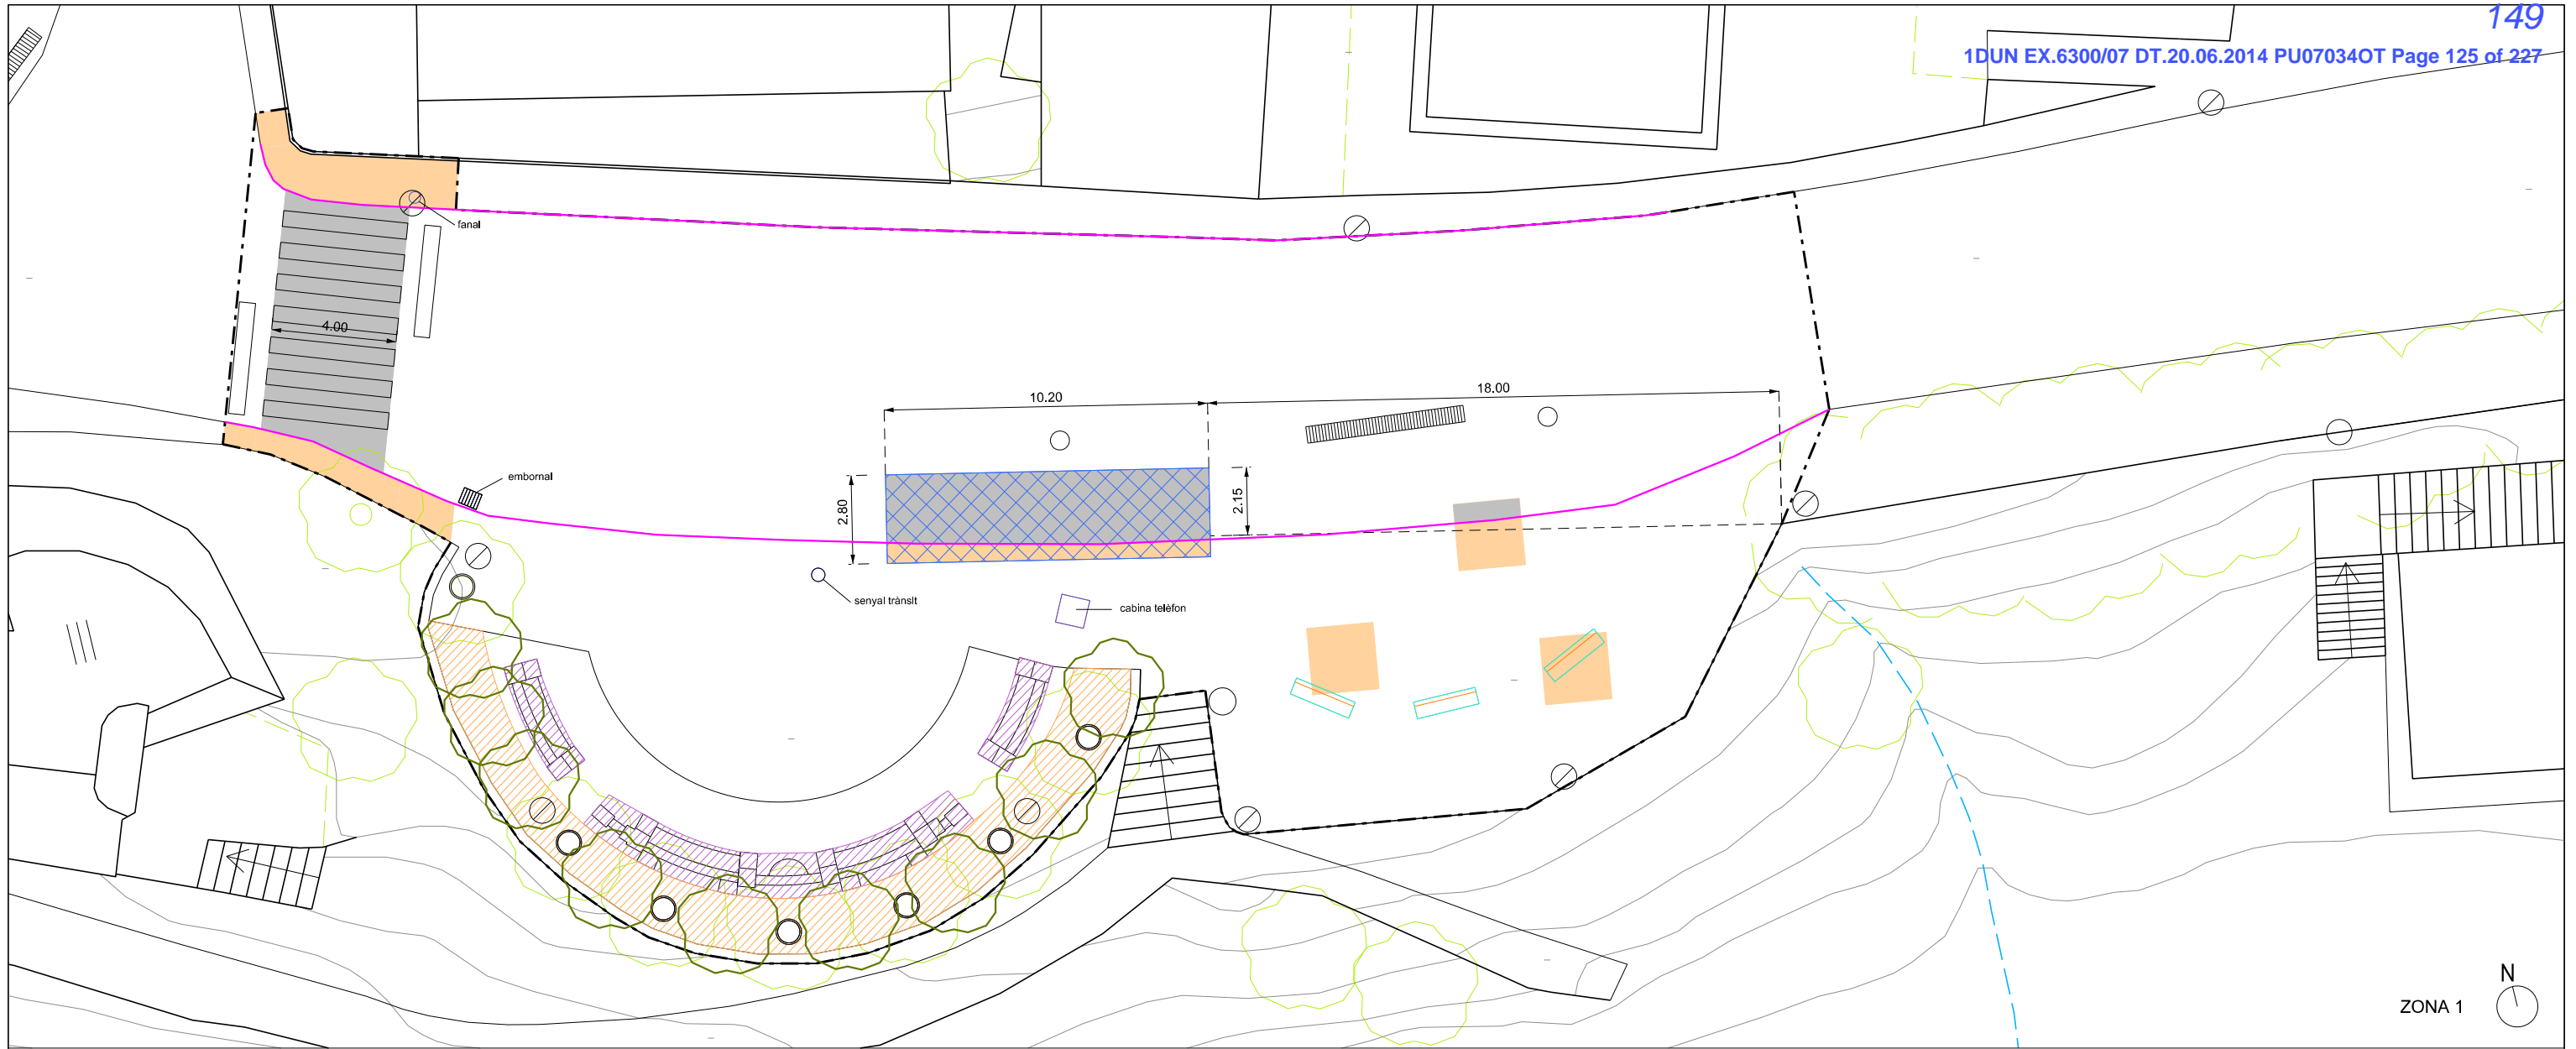 149
1DUN EX.6300/07 DT.20.06.2014 PU07034OT Page 125 of 227
fanal
4.00
10.20
18.00
embornal
2.80
2.15
senyal trànsIt
cabina telèfon
N
ZONA 1